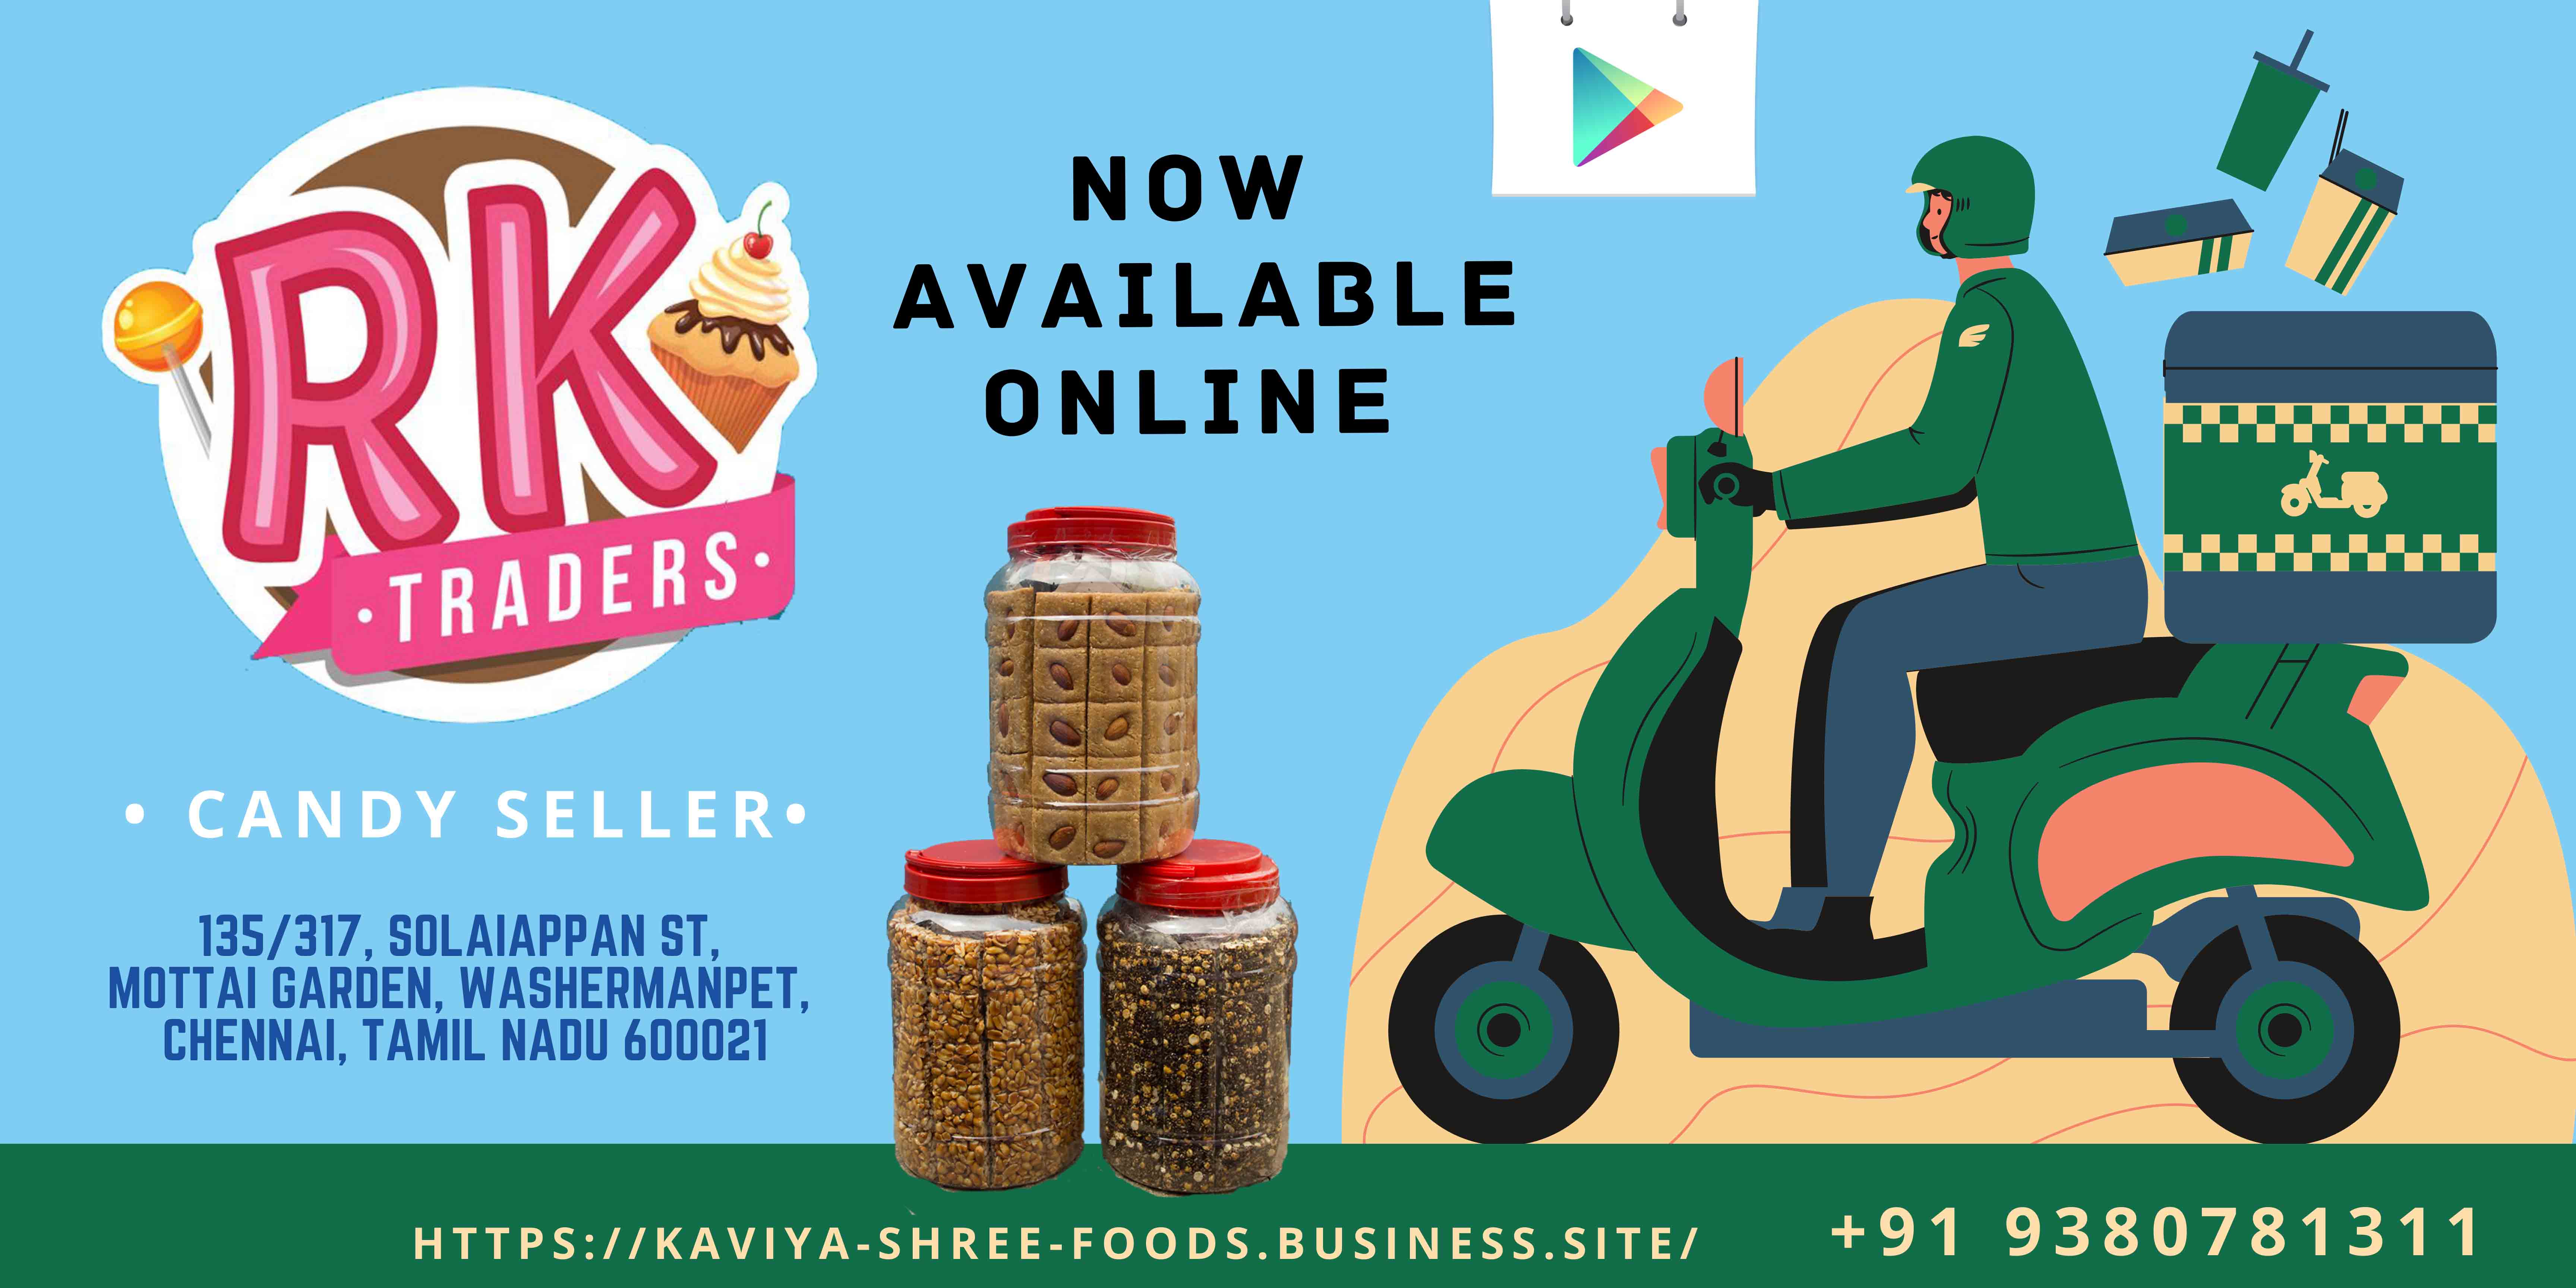 RK
• TRADERS •
• CANDY SELLER•
135/317, SOLAIAPPAN ST,
MOTTAI GARDEN, WASHERMANPET,
CHENNAI, TAMIL NADU 600021
NOW
AVAILABLE
ONLINE
HTTPS://KAVIYA-SHREE-FOODS.BUSINESS.SITE/
+91 9380781311